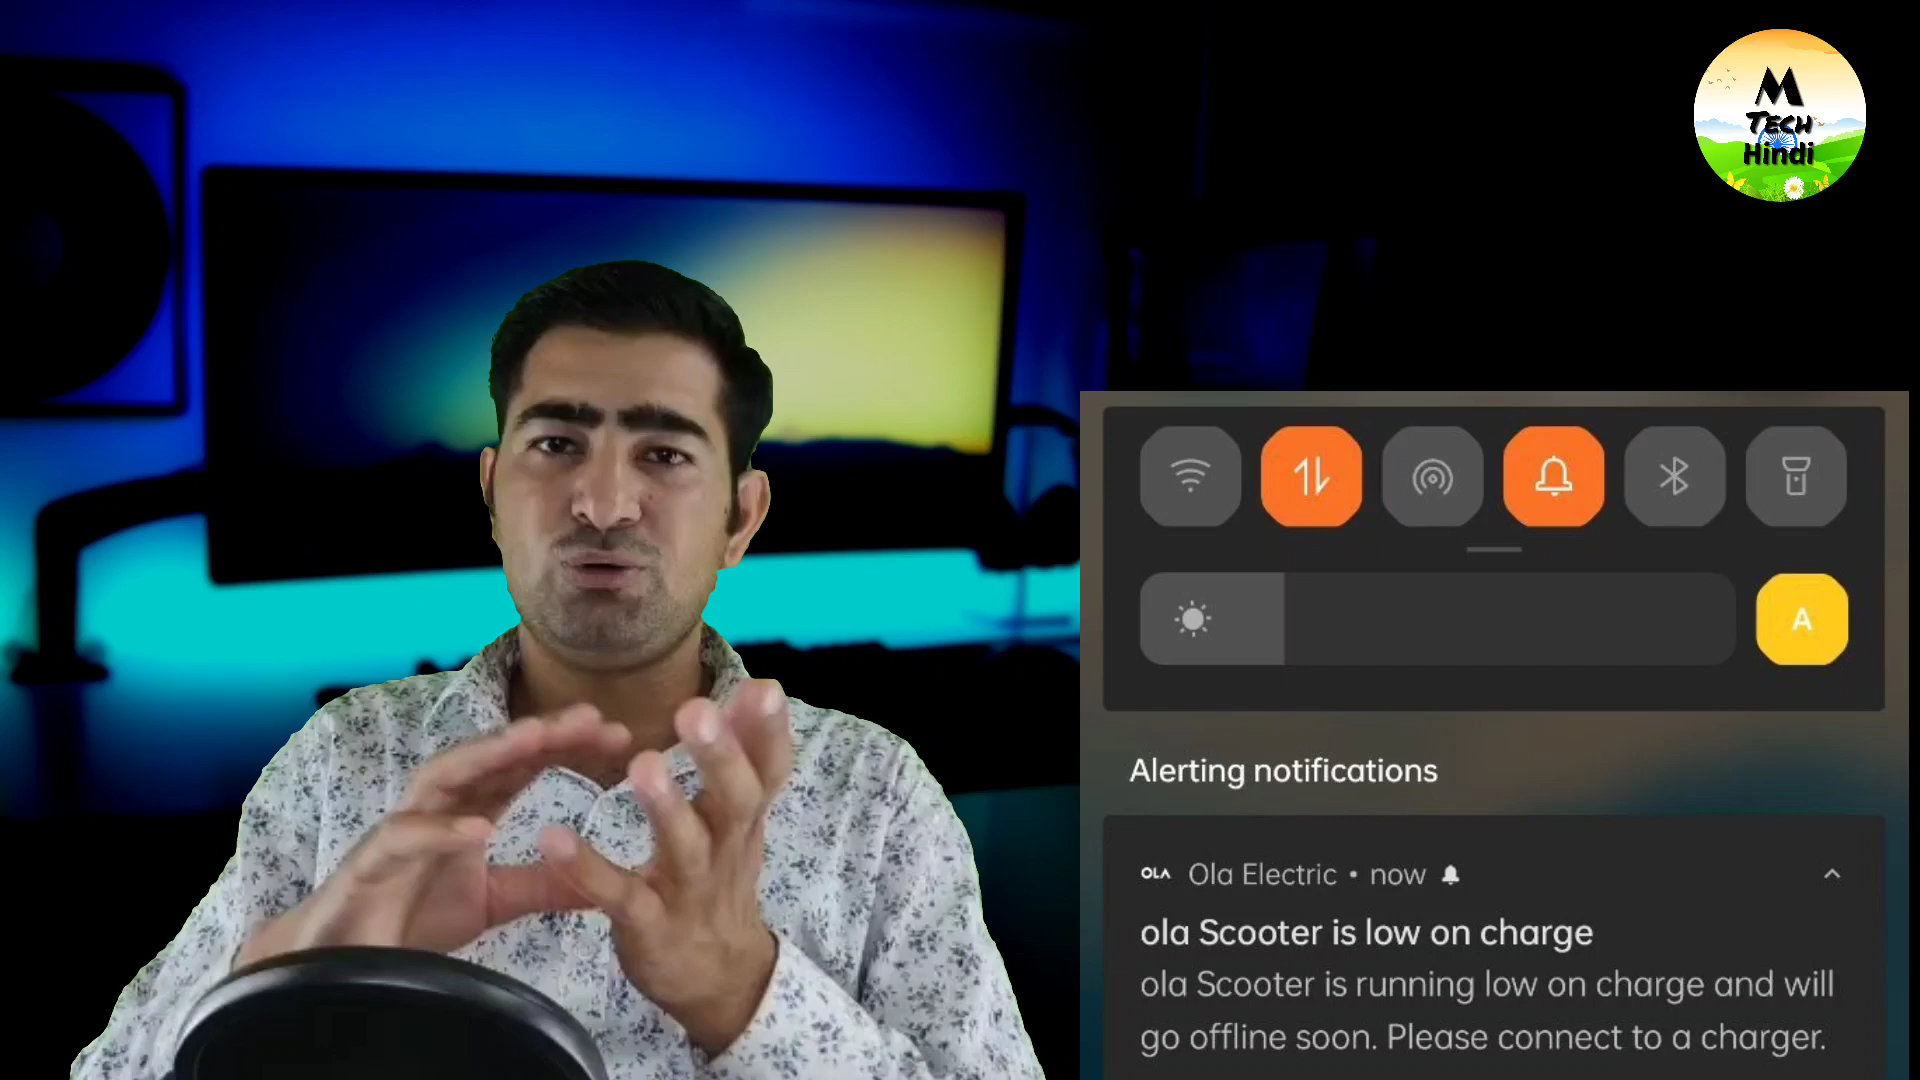 M
TECH
Hindi
A
Alerting notifications
OLA Ola Electric • now
ola Scooter is low on charge
ola Scooter is running low on charge and will
go offline soon. Please connect to a charger.